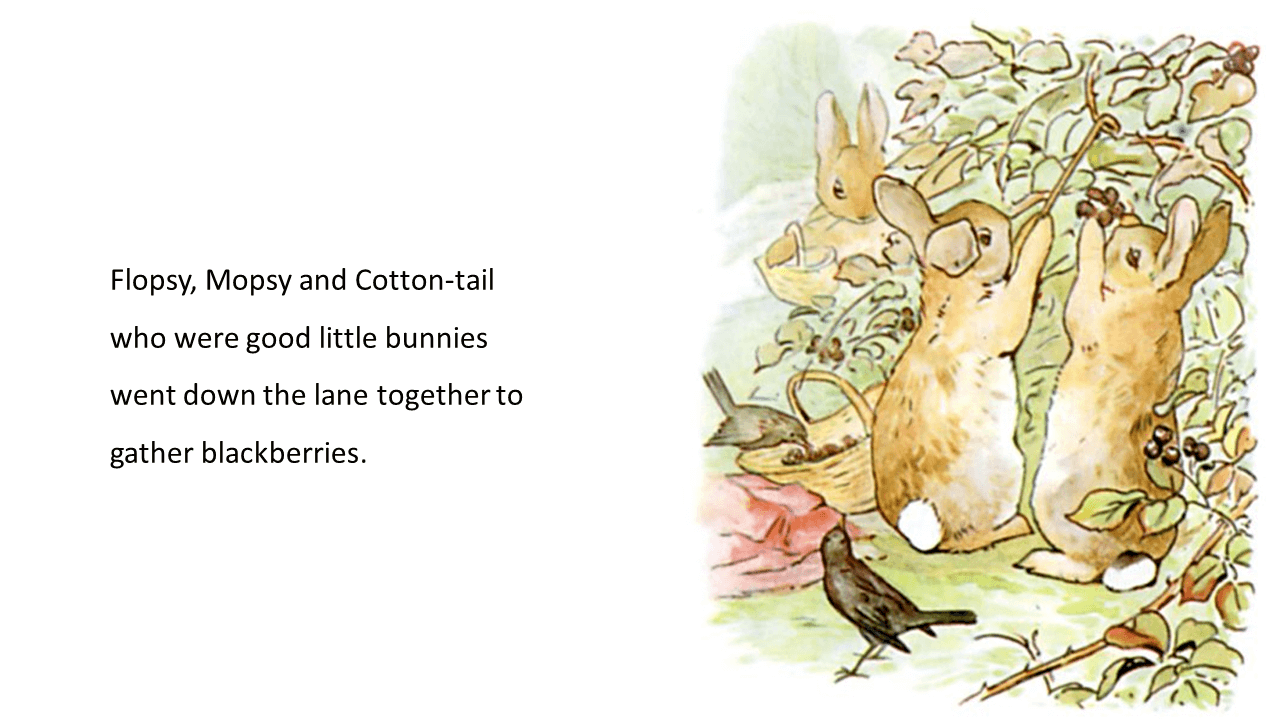 Flopsy, Mopsy and Cotton-tail
who were good little bunnies
went down the lane together to
gather blackberries.